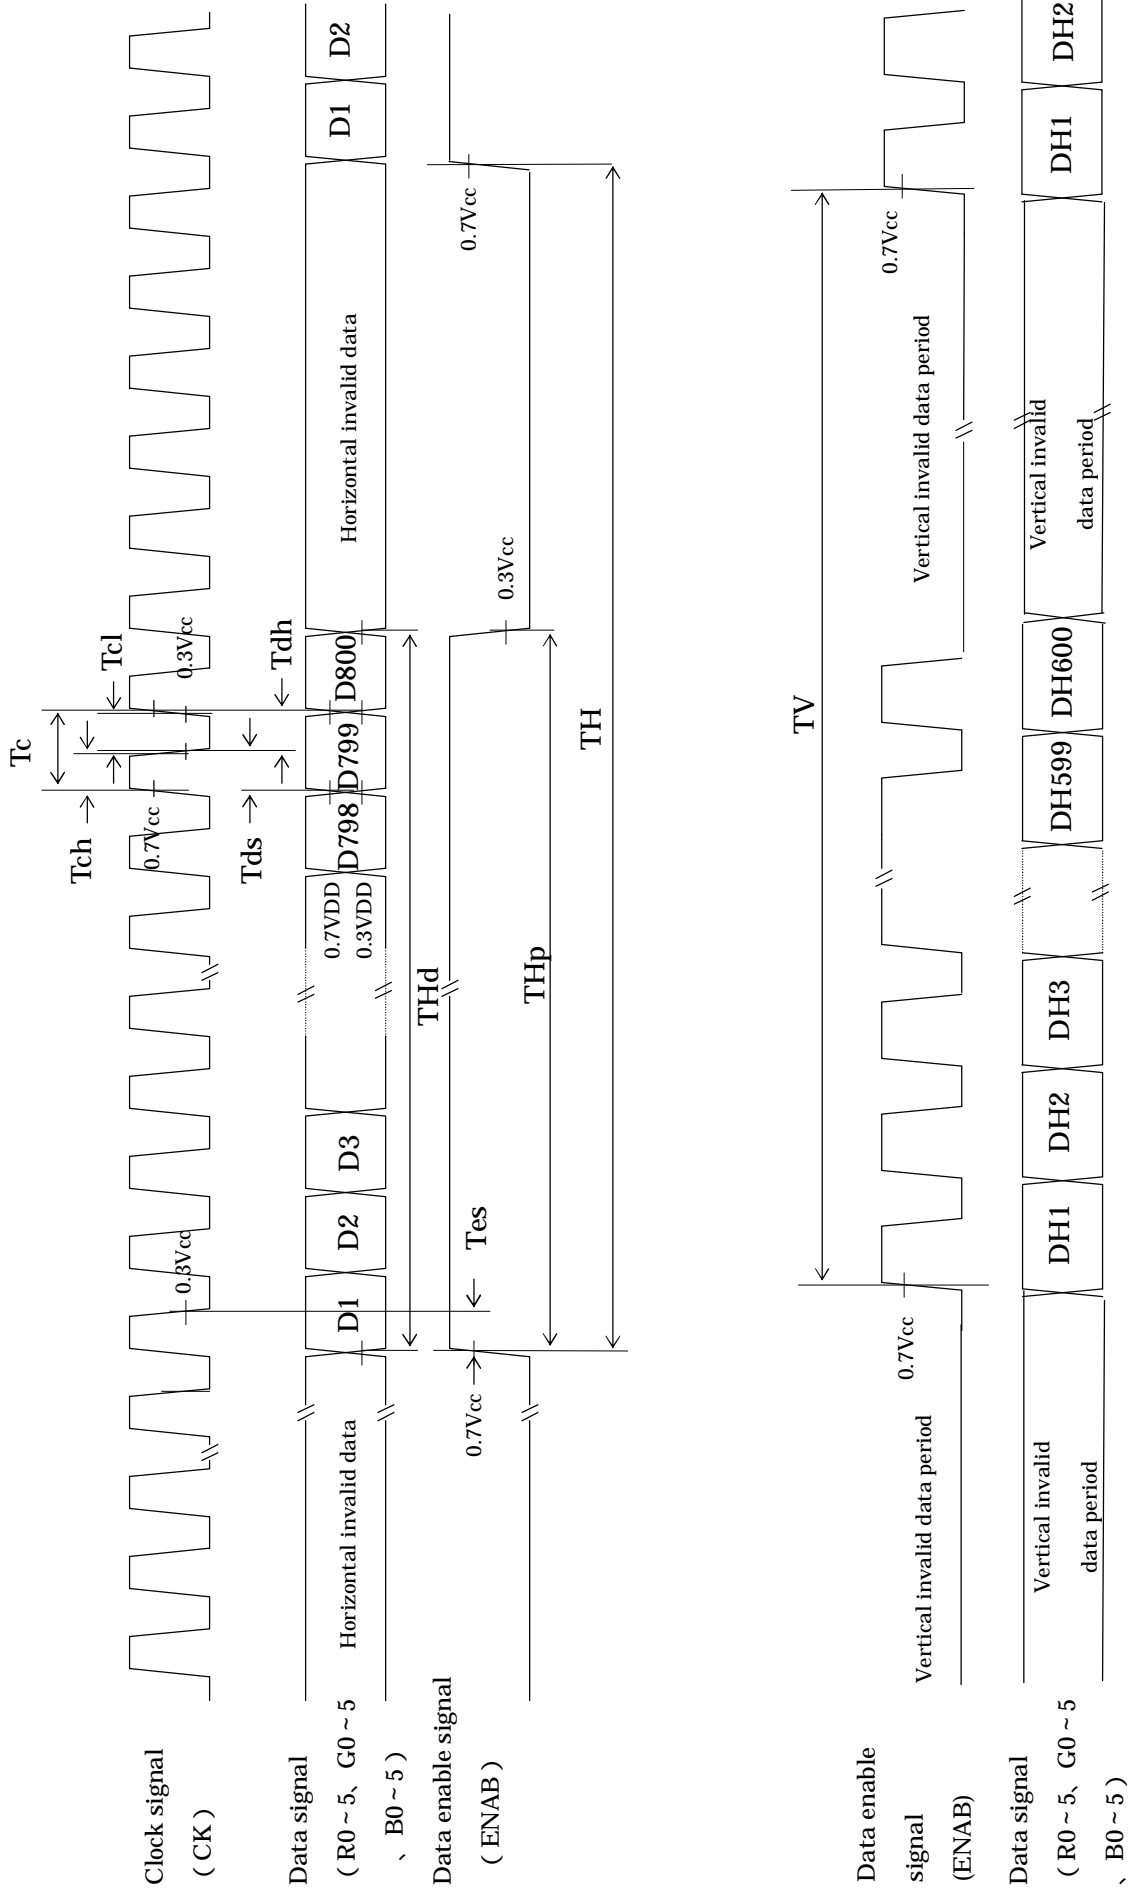 Clock signal
( CK )
Tch
Tc
Tcl
0.7Vcc
0.3Vcc
0.3Vcc
Data signal
( R0 ~ 5、G0 ~ 5
、B0 ~ 5 )
Horizontal invalid data
D1
D2
D3
0.7VDD
0.3VDD
D798
D799
D800
Tds
Tdh
Horizontal invalid data
D1
D2
THd
Data enable signal
( ENAB )
0.7Vcc
Tes
0.3Vcc
0.7Vcc
THp
TH
TV
Data enable
signal
(ENAB)
Vertical invalid data period
0.7Vcc
Vertical invalid data period
0.7Vcc
Data signal
( R0 ~ 5、G0 ~ 5
、B0 ~ 5 )
Vertical invalid
data period
DH1
DH2
DH3
DH599
DH600
Vertical invalid
data period
DH1
DH2